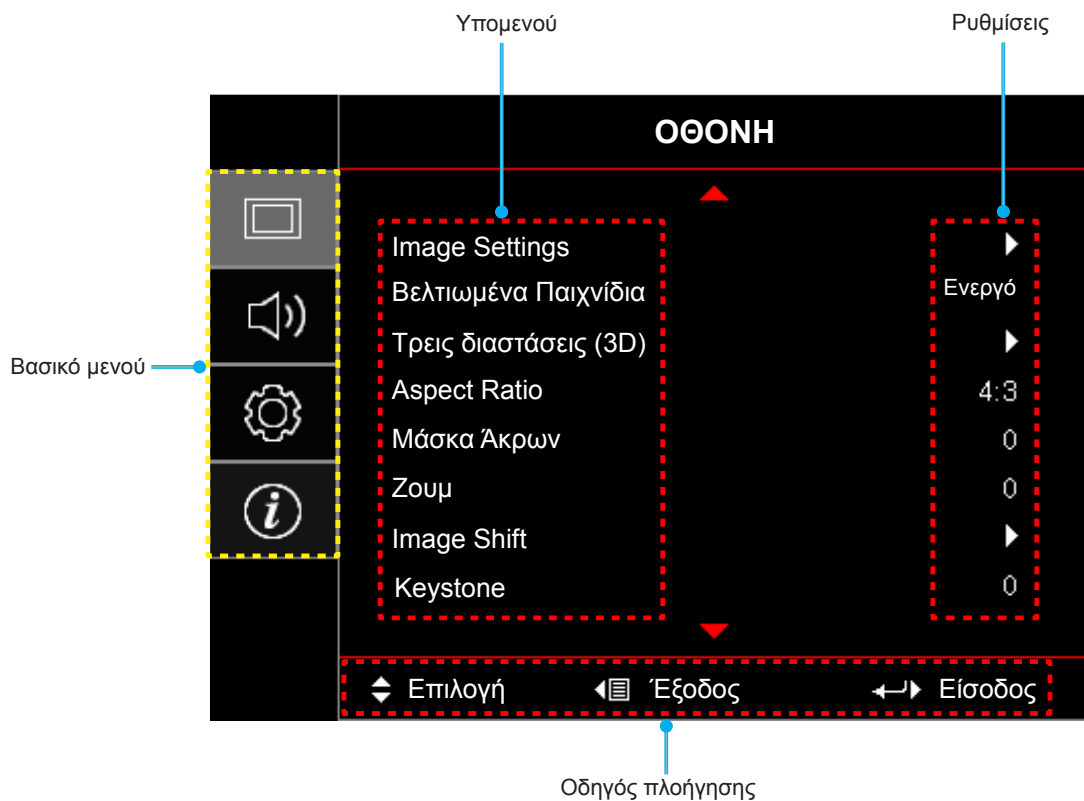 Υπομενού Ρυθμίσεις
ΟΘΟΝΗ
Image Settings
Βελτιωμένα Παιχνίδια Ενεργό
Τρεις διαστάσεις (3D)
Βασικό μενού
Aspect Ratio 4:3
Μάσκα Άκρων 0
Ζουμ 0
Image Shift
Keystone 0
Επιλογή Έξοδος Είσοδος
Οδηγός πλοήγησης